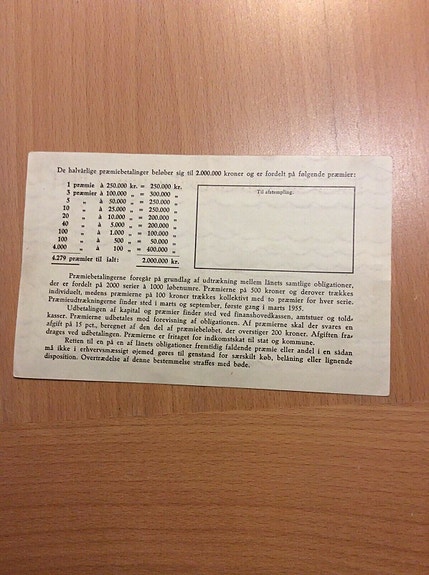 De halvårlige præmiebetalinger beløber sig til 2.000.000 kroner og er fordelt på følgende præmier:
1 præmie à 250.000 kr. = 250.000 kr.
3 præmier à 100.000 „ = 300.000 „
5 „ à 50.000 „ = 250.000 „
10 „ à 25.000 „ = 250.000 „
20 „ à 10.000 „ = 200.000 „
40 „ à 5.000 „ = 200.000 „
100 „ à 1.000 „ = 100.000 „
100 „ à 500 „ = 50.000 „
4.000 „ à 100 „ = 400.000 „
4.279 præmier til ialt: 2.000.000 kr.
Til afstempling:
Præmiebetalingerne foregår på grundlag af udtrækning mellem lånets samtlige obligationer,
der er fordelt på 2000 serier à 1000 løbenumre. Præmierne på 500 kroner og derover trækkes
individuelt, medens præmierne på 100 kroner trækkes kollektivt med to præmier for hver serie.
Præmieudtrækningerne finder sted i marts og september, første gang i marts 1955.
Udbetalingen af kapital og præmier finder sted ved finanshovedkassen, amtstuer og told-
kasser. Præmierne udbetales mod forevisning af obligationen. Af præmierne skal der svares en
afgift på 15 pct., beregnet af den del af præmiebeløbet, der overstiger 200 kroner. Afgiften fra-
drages ved udbetalingen. Præmierne er fritaget for indkomstskat til stat og kommune.
Retten til en på en af lånets obligationer fremtidig faldende præmie eller andel i en sådan
må ikke i erhvervsmæssigt øjemed gøres til genstand for særskilt køb, belåning eller lignende
disposition. Overtrædelse af denne bestemmelse straffes med bøde.